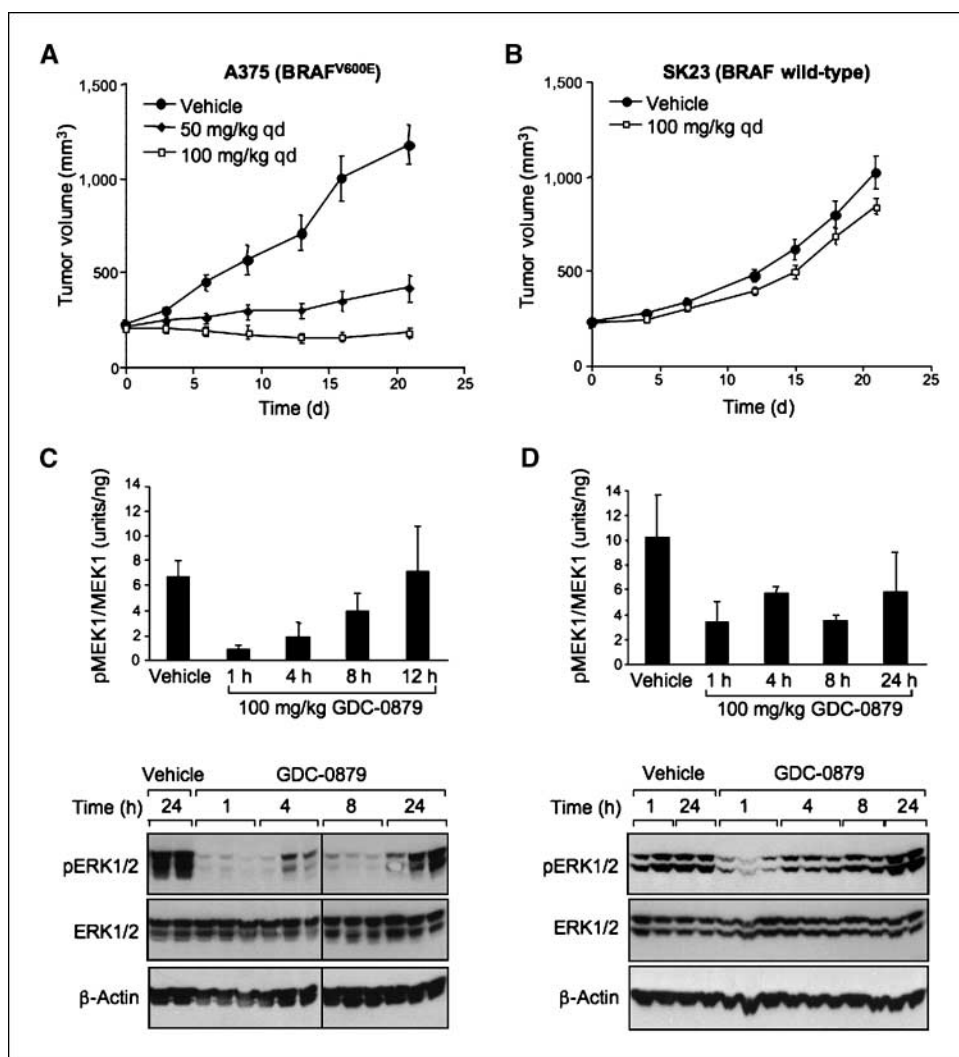 A
A375 (BRAFV600E)
1,500
1,000
500
0
Tumor volume (mm3)
Vehicle
50 mg/kg qd
100 mg/kg qd
0 5 10 15 20 25
Time (d)
B
SK23 (BRAF wild-type)
1,500
1,000
500
0
Tumor volume (mm3)
Vehicle
100 mg/kg qd
0 5 10 15 20 25
Time (d)
C
pMEK1/MEK1 (units/ng)
14
12
10
8
6
4
2
0
Vehicle 1 h 4 h 8 h 12 h
100 mg/kg GDC-0879
Vehicle GDC-0879
Time (h) 24 1 4 8 24
pERK1/2
ERK1/2
β-Actin
D
pMEK1/MEK1 (units/ng)
14
12
10
8
6
4
2
0
Vehicle 1 h 4 h 8 h 24 h
100 mg/kg GDC-0879
Vehicle GDC-0879
Time (h) 1 24 1 4 8 24
pERK1/2
ERK1/2
β-Actin